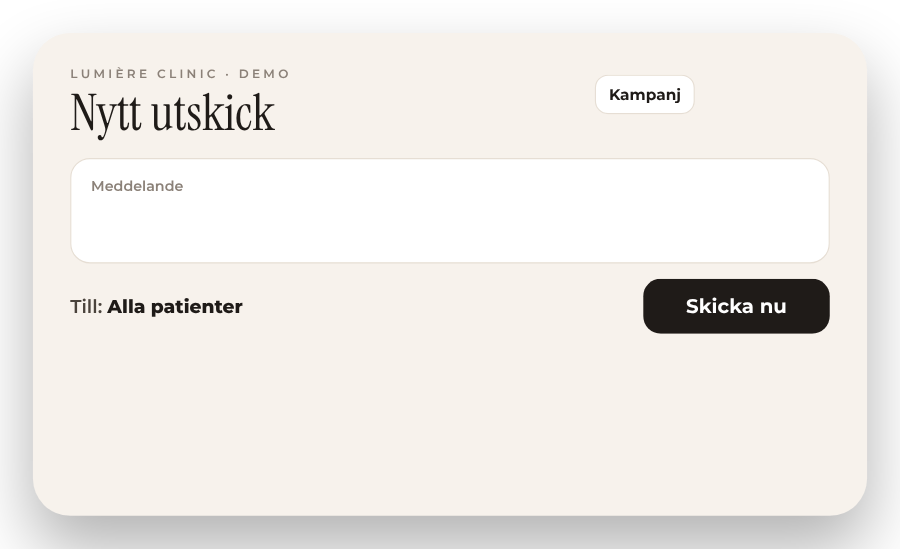 LUMIÈRE CLINIC · DEMO
Nytt utskick
Kampanj
Meddelande
Till: Alla patienter
Skicka nu